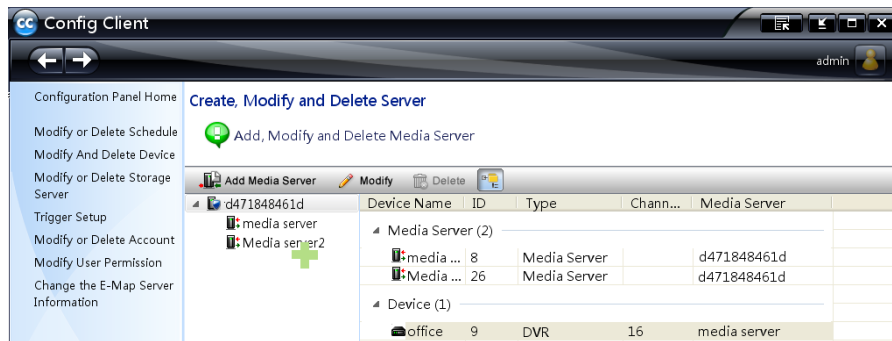 CC Config Client
admin
Configuration Panel Home
Modify or Delete Schedule
Modify And Delete Device
Modify or Delete Storage
Server
Trigger Setup
Modify or Delete Account
Modify User Permission
Change the E-Map Server
Information
Create, Modify and Delete Server
Add, Modify and Delete Media Server
Add Media Server Modify Delete
d471848461d
media server
Media server2
Device Name ID Type Chann... Media Server
Media Server (2)
media ... 8 Media Server d471848461d
Media ... 26 Media Server d471848461d
Device (1)
office 9 DVR 16 media server